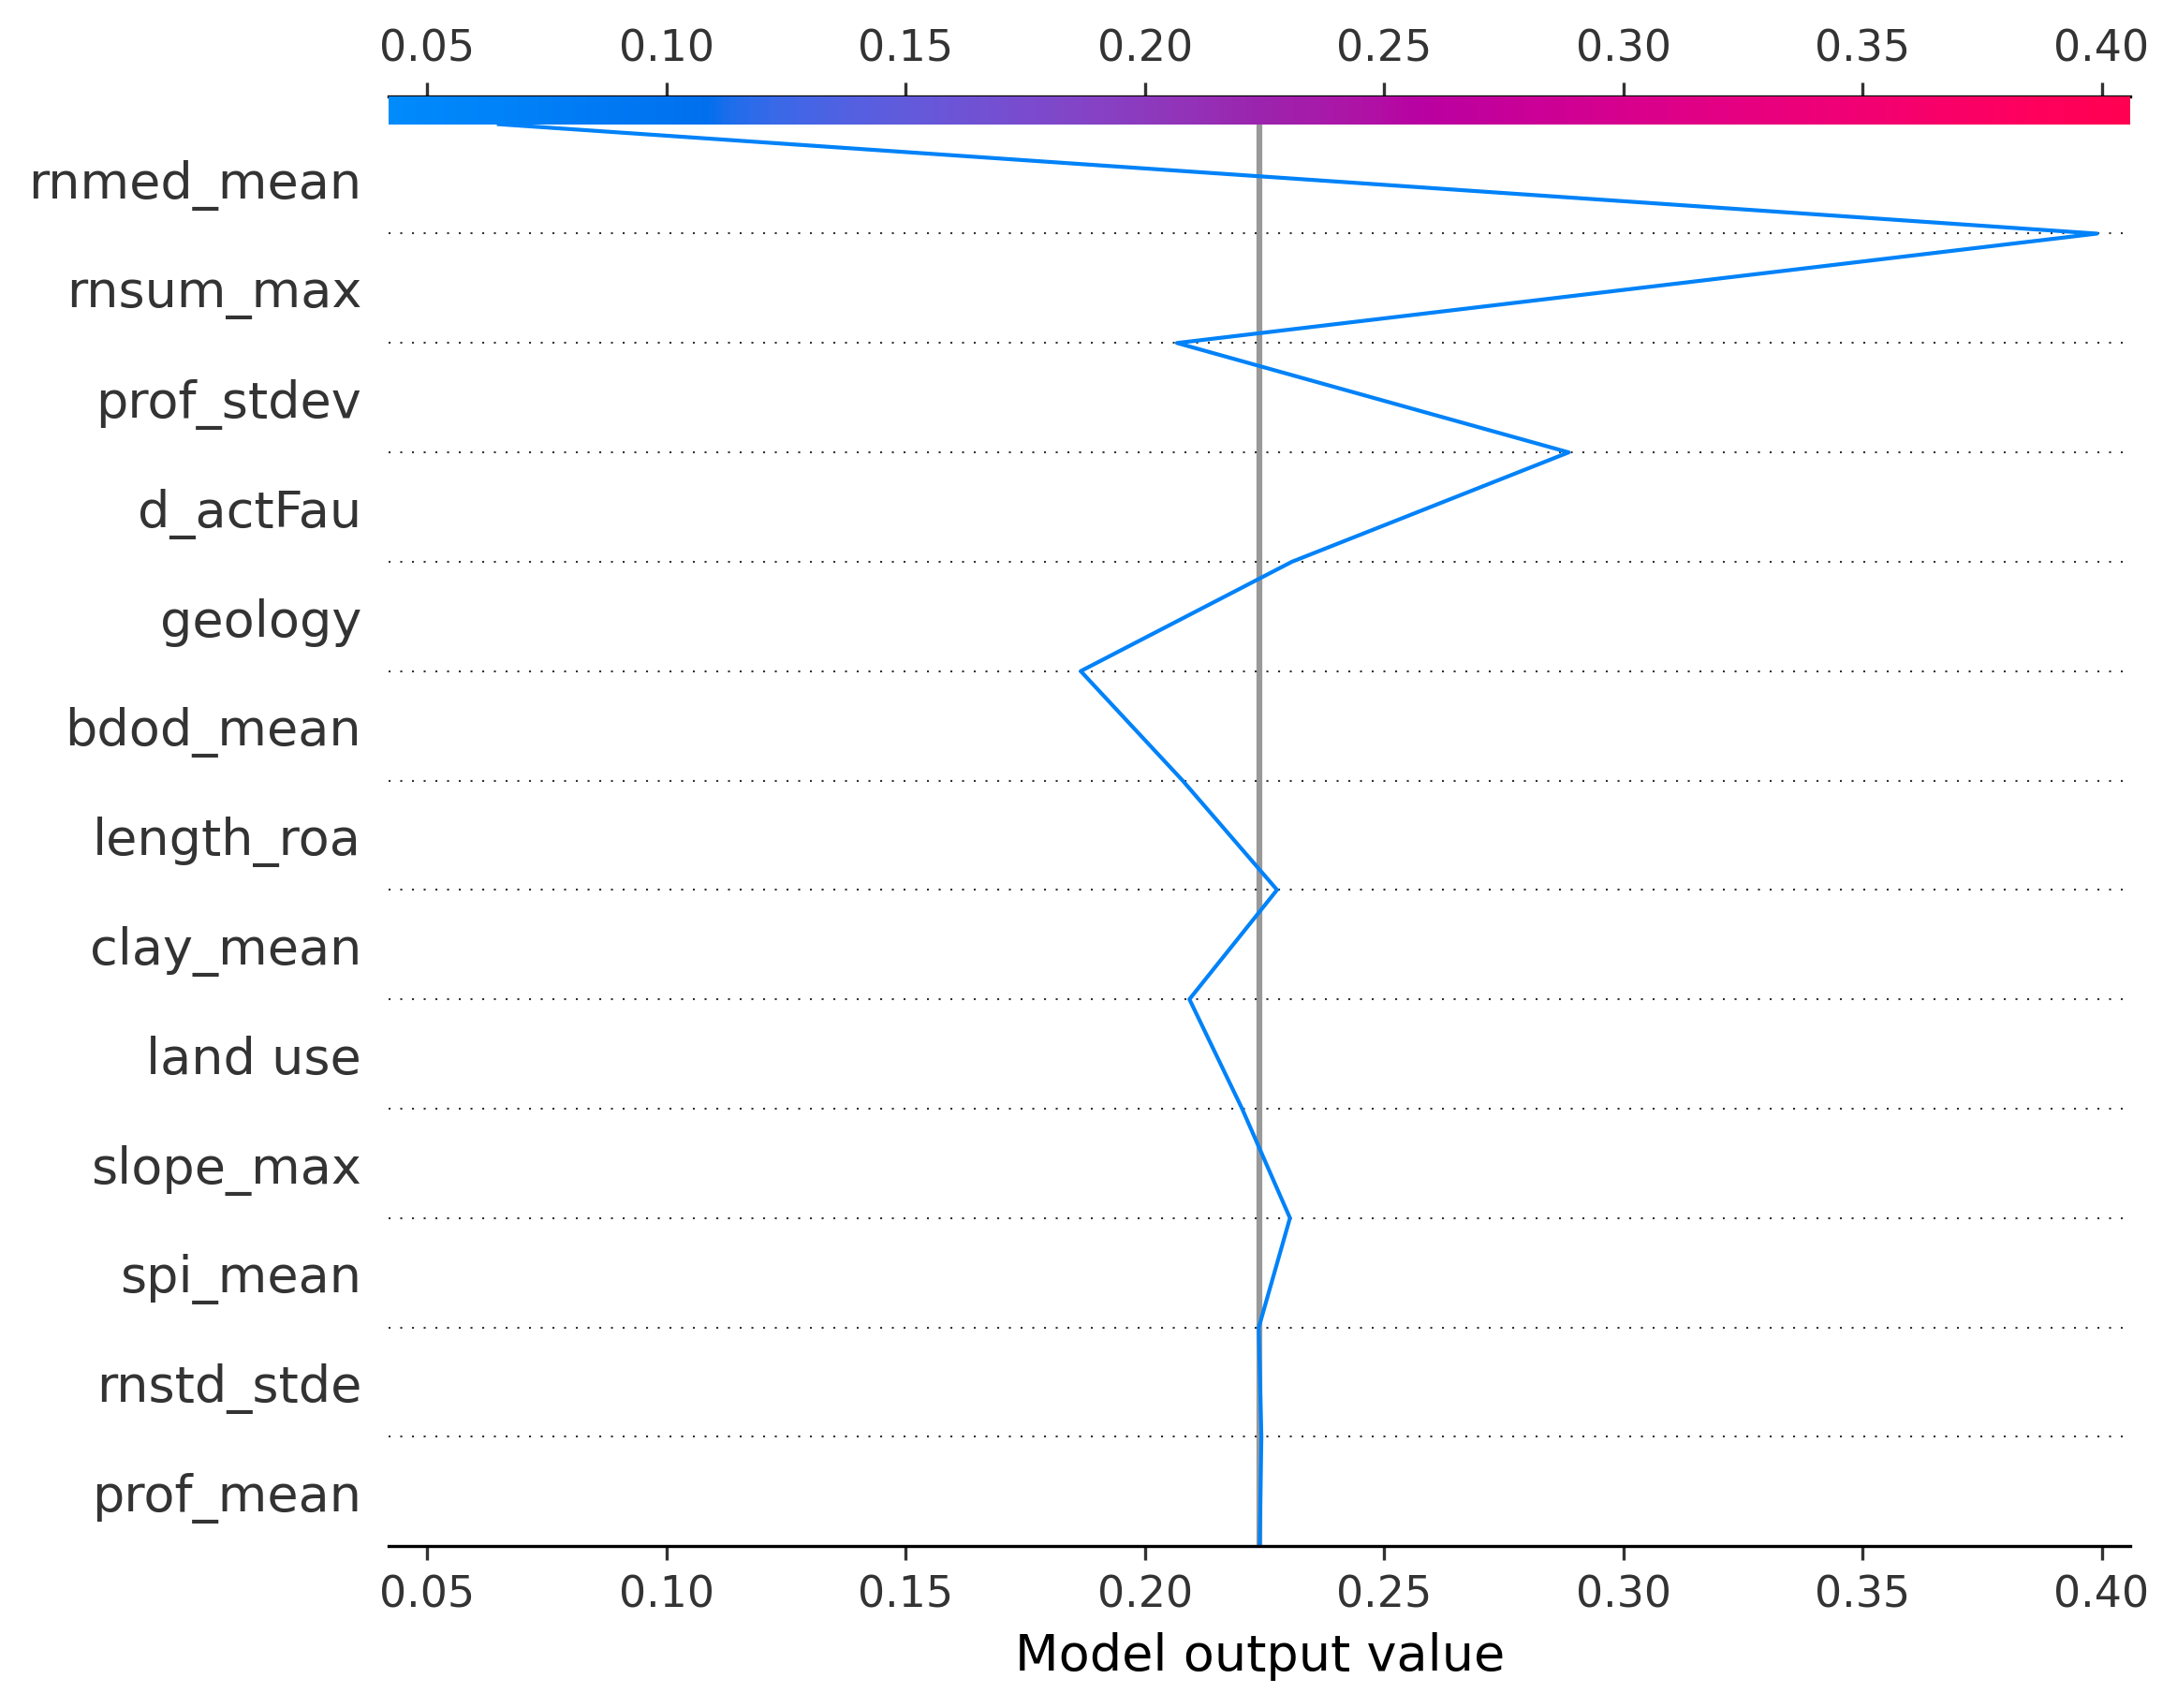 0.05 0.10 0.15 0.20 0.25 0.30 0.35 0.40
rnmed_mean
rnsum_max
prof_stdev
d_actFau
geology
bdod_mean
length_roa
clay_mean
land use
slope_max
spi_mean
rnstd_stde
prof_mean
0.05 0.10 0.15 0.20 0.25 0.30 0.35 0.40
Model output value